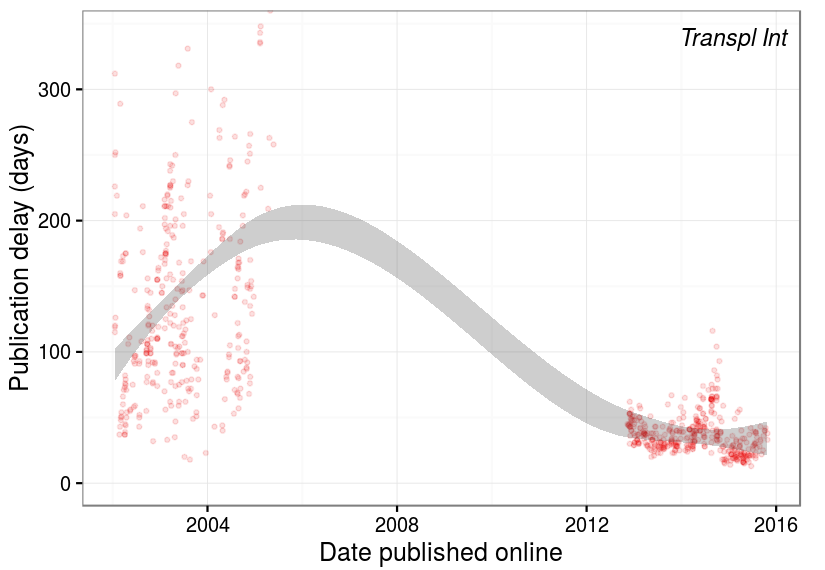 Transpl Int
Publication delay (days)
300
200
100
0
2004 2008 2012 2016
Date published online